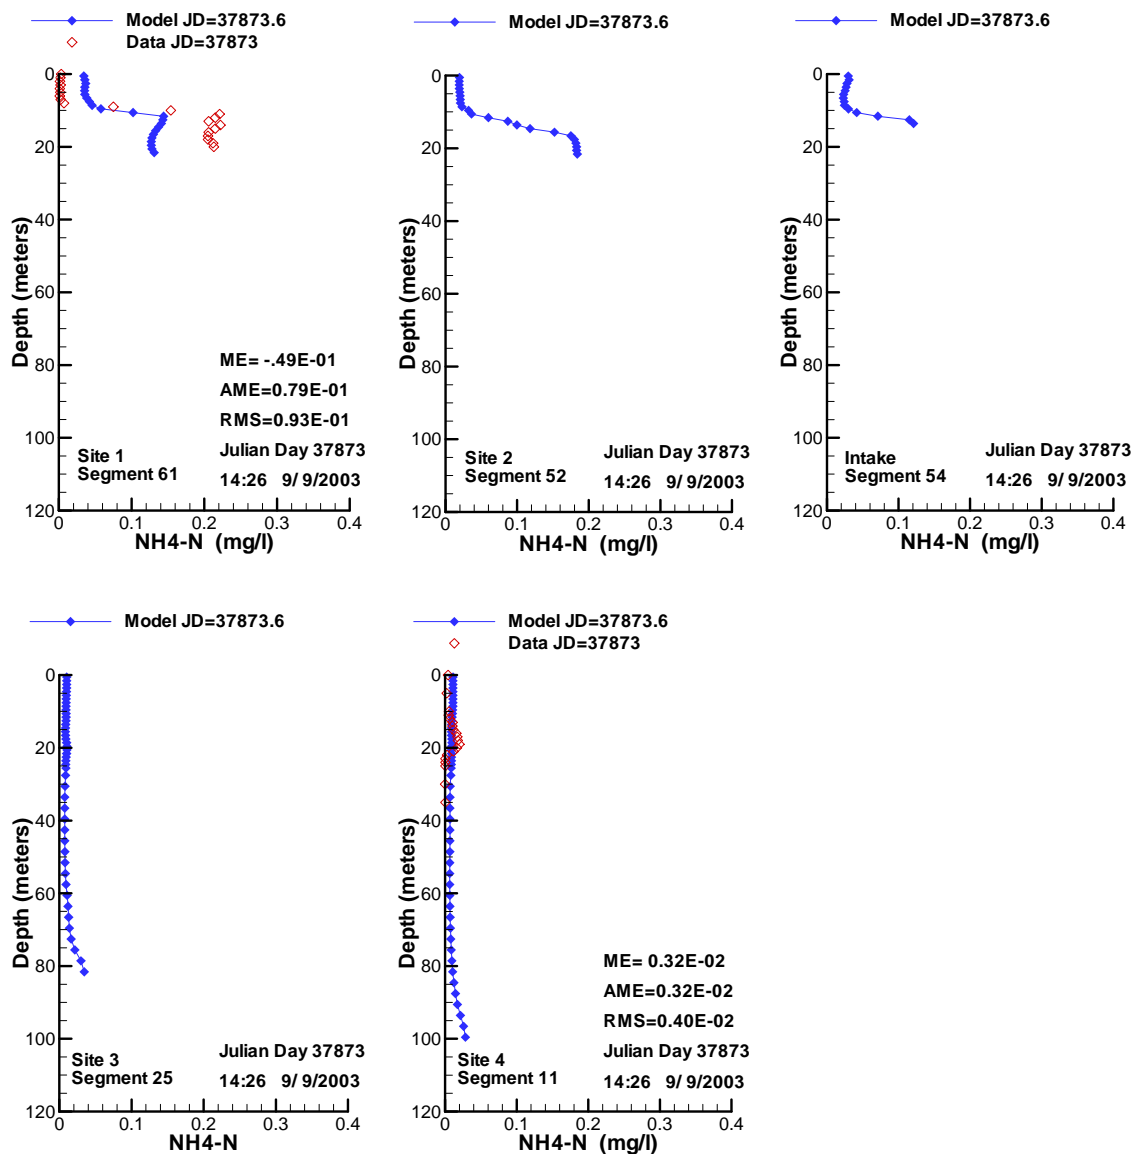 Model JD=37873.6
Data JD=37873
0
20
40
60
80
100
120
Depth (meters)
0 0.1 0.2 0.3 0.4
NH4-N (mg/l)
ME= -.49E-01
AME=0.79E-01
RMS=0.93E-01
Julian Day 37873
14:26 9/ 9/2003
Site 1
Segment 61
Model JD=37873.6
0
20
40
60
80
100
120
Depth (meters)
0 0.1 0.2 0.3 0.4
NH4-N (mg/l)
Julian Day 37873
14:26 9/ 9/2003
Site 2
Segment 52
Model JD=37873.6
0
20
40
60
80
100
120
Depth (meters)
0 0.1 0.2 0.3 0.4
NH4-N (mg/l)
Julian Day 37873
14:26 9/ 9/2003
Intake
Segment 54
Model JD=37873.6
0
20
40
60
80
100
120
Depth (meters)
0 0.1 0.2 0.3 0.4
NH4-N
Julian Day 37873
14:26 9/ 9/2003
Site 3
Segment 25
Model JD=37873.6
Data JD=37873
0
20
40
60
80
100
120
Depth (meters)
0 0.1 0.2 0.3 0.4
NH4-N (mg/l)
ME= 0.32E-02
AME=0.32E-02
RMS=0.40E-02
Julian Day 37873
14:26 9/ 9/2003
Site 4
Segment 11